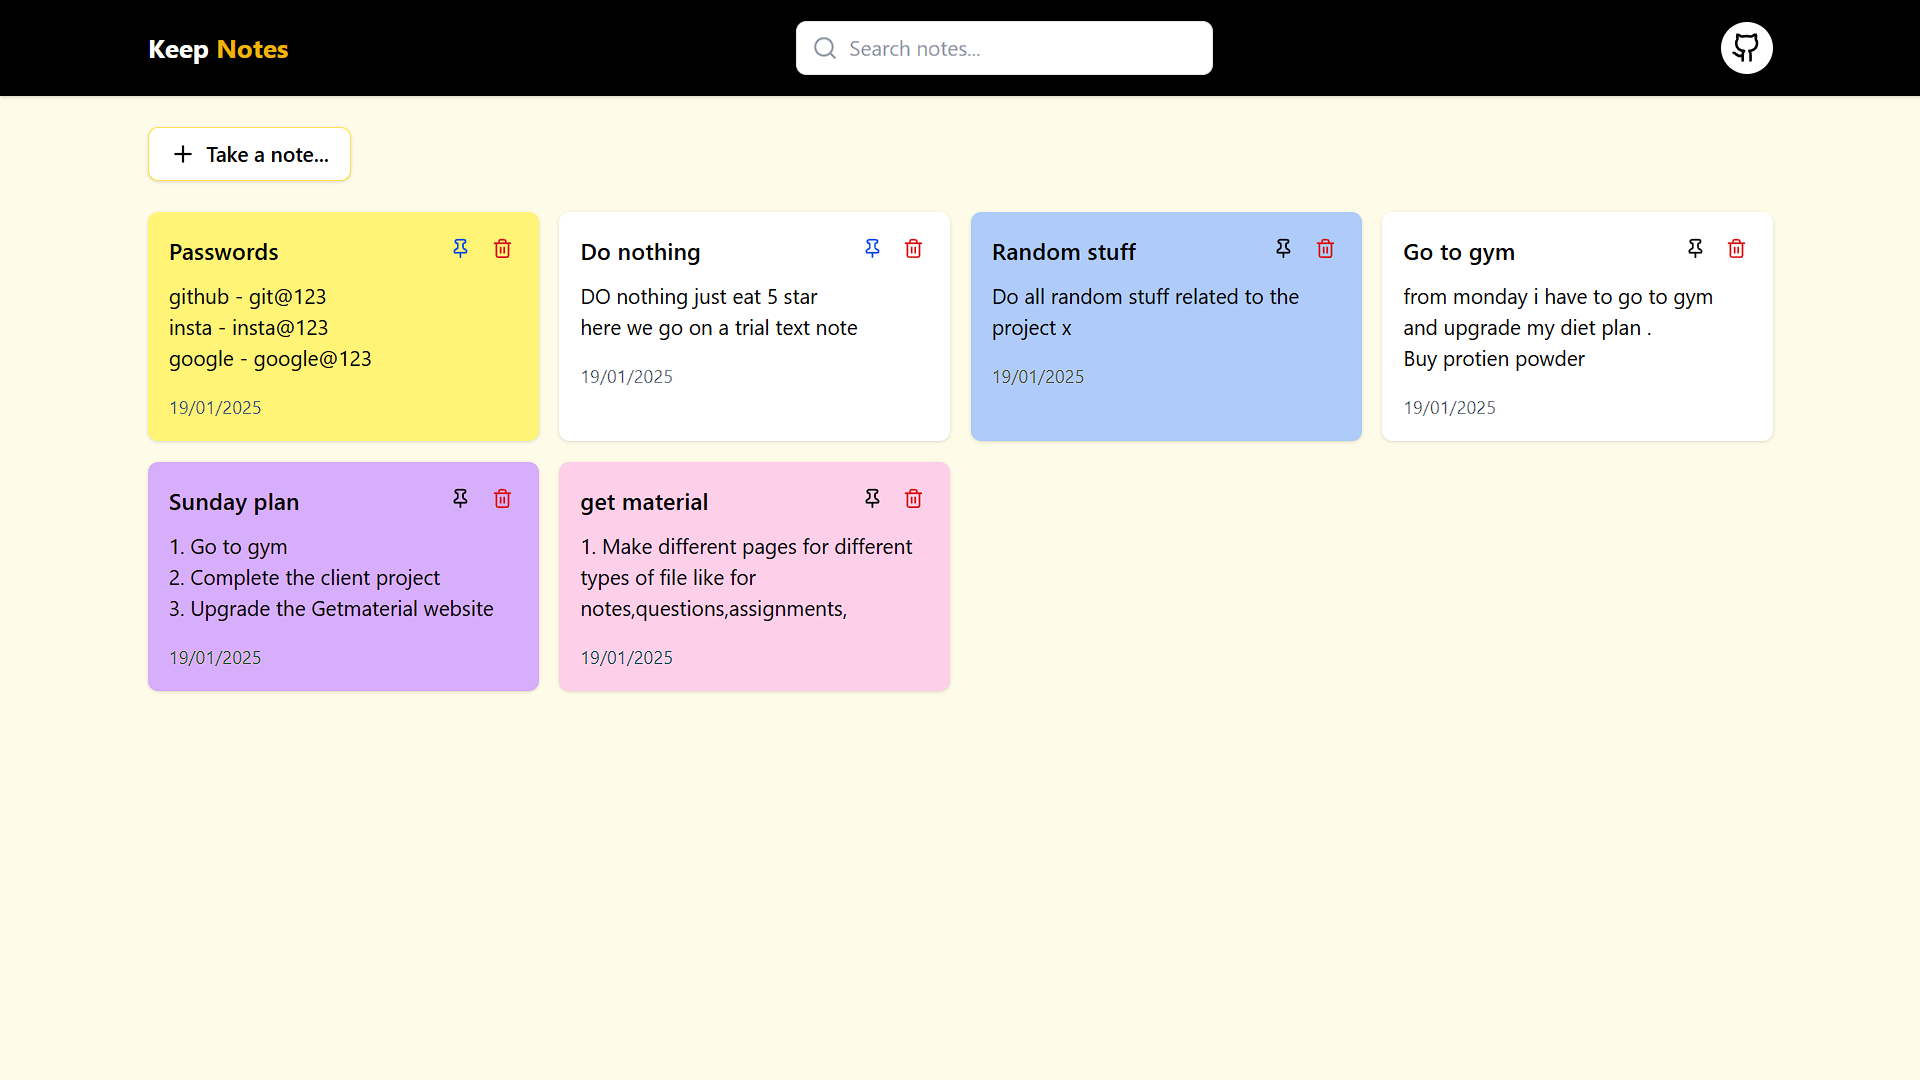 Keep Notes
Search notes...
Take a note...
Passwords
github - git@123
insta - insta@123
google - google@123
19/01/2025
Do nothing
DO nothing just eat 5 star
here we go on a trial text note
19/01/2025
Random stuff
Do all random stuff related to the
project x
19/01/2025
Go to gym
from monday i have to go to gym
and upgrade my diet plan .
Buy protien powder
19/01/2025
Sunday plan
1. Go to gym
2. Complete the client project
3. Upgrade the Getmaterial website
19/01/2025
get material
1. Make different pages for different
types of file like for
notes,questions,assignments,
19/01/2025